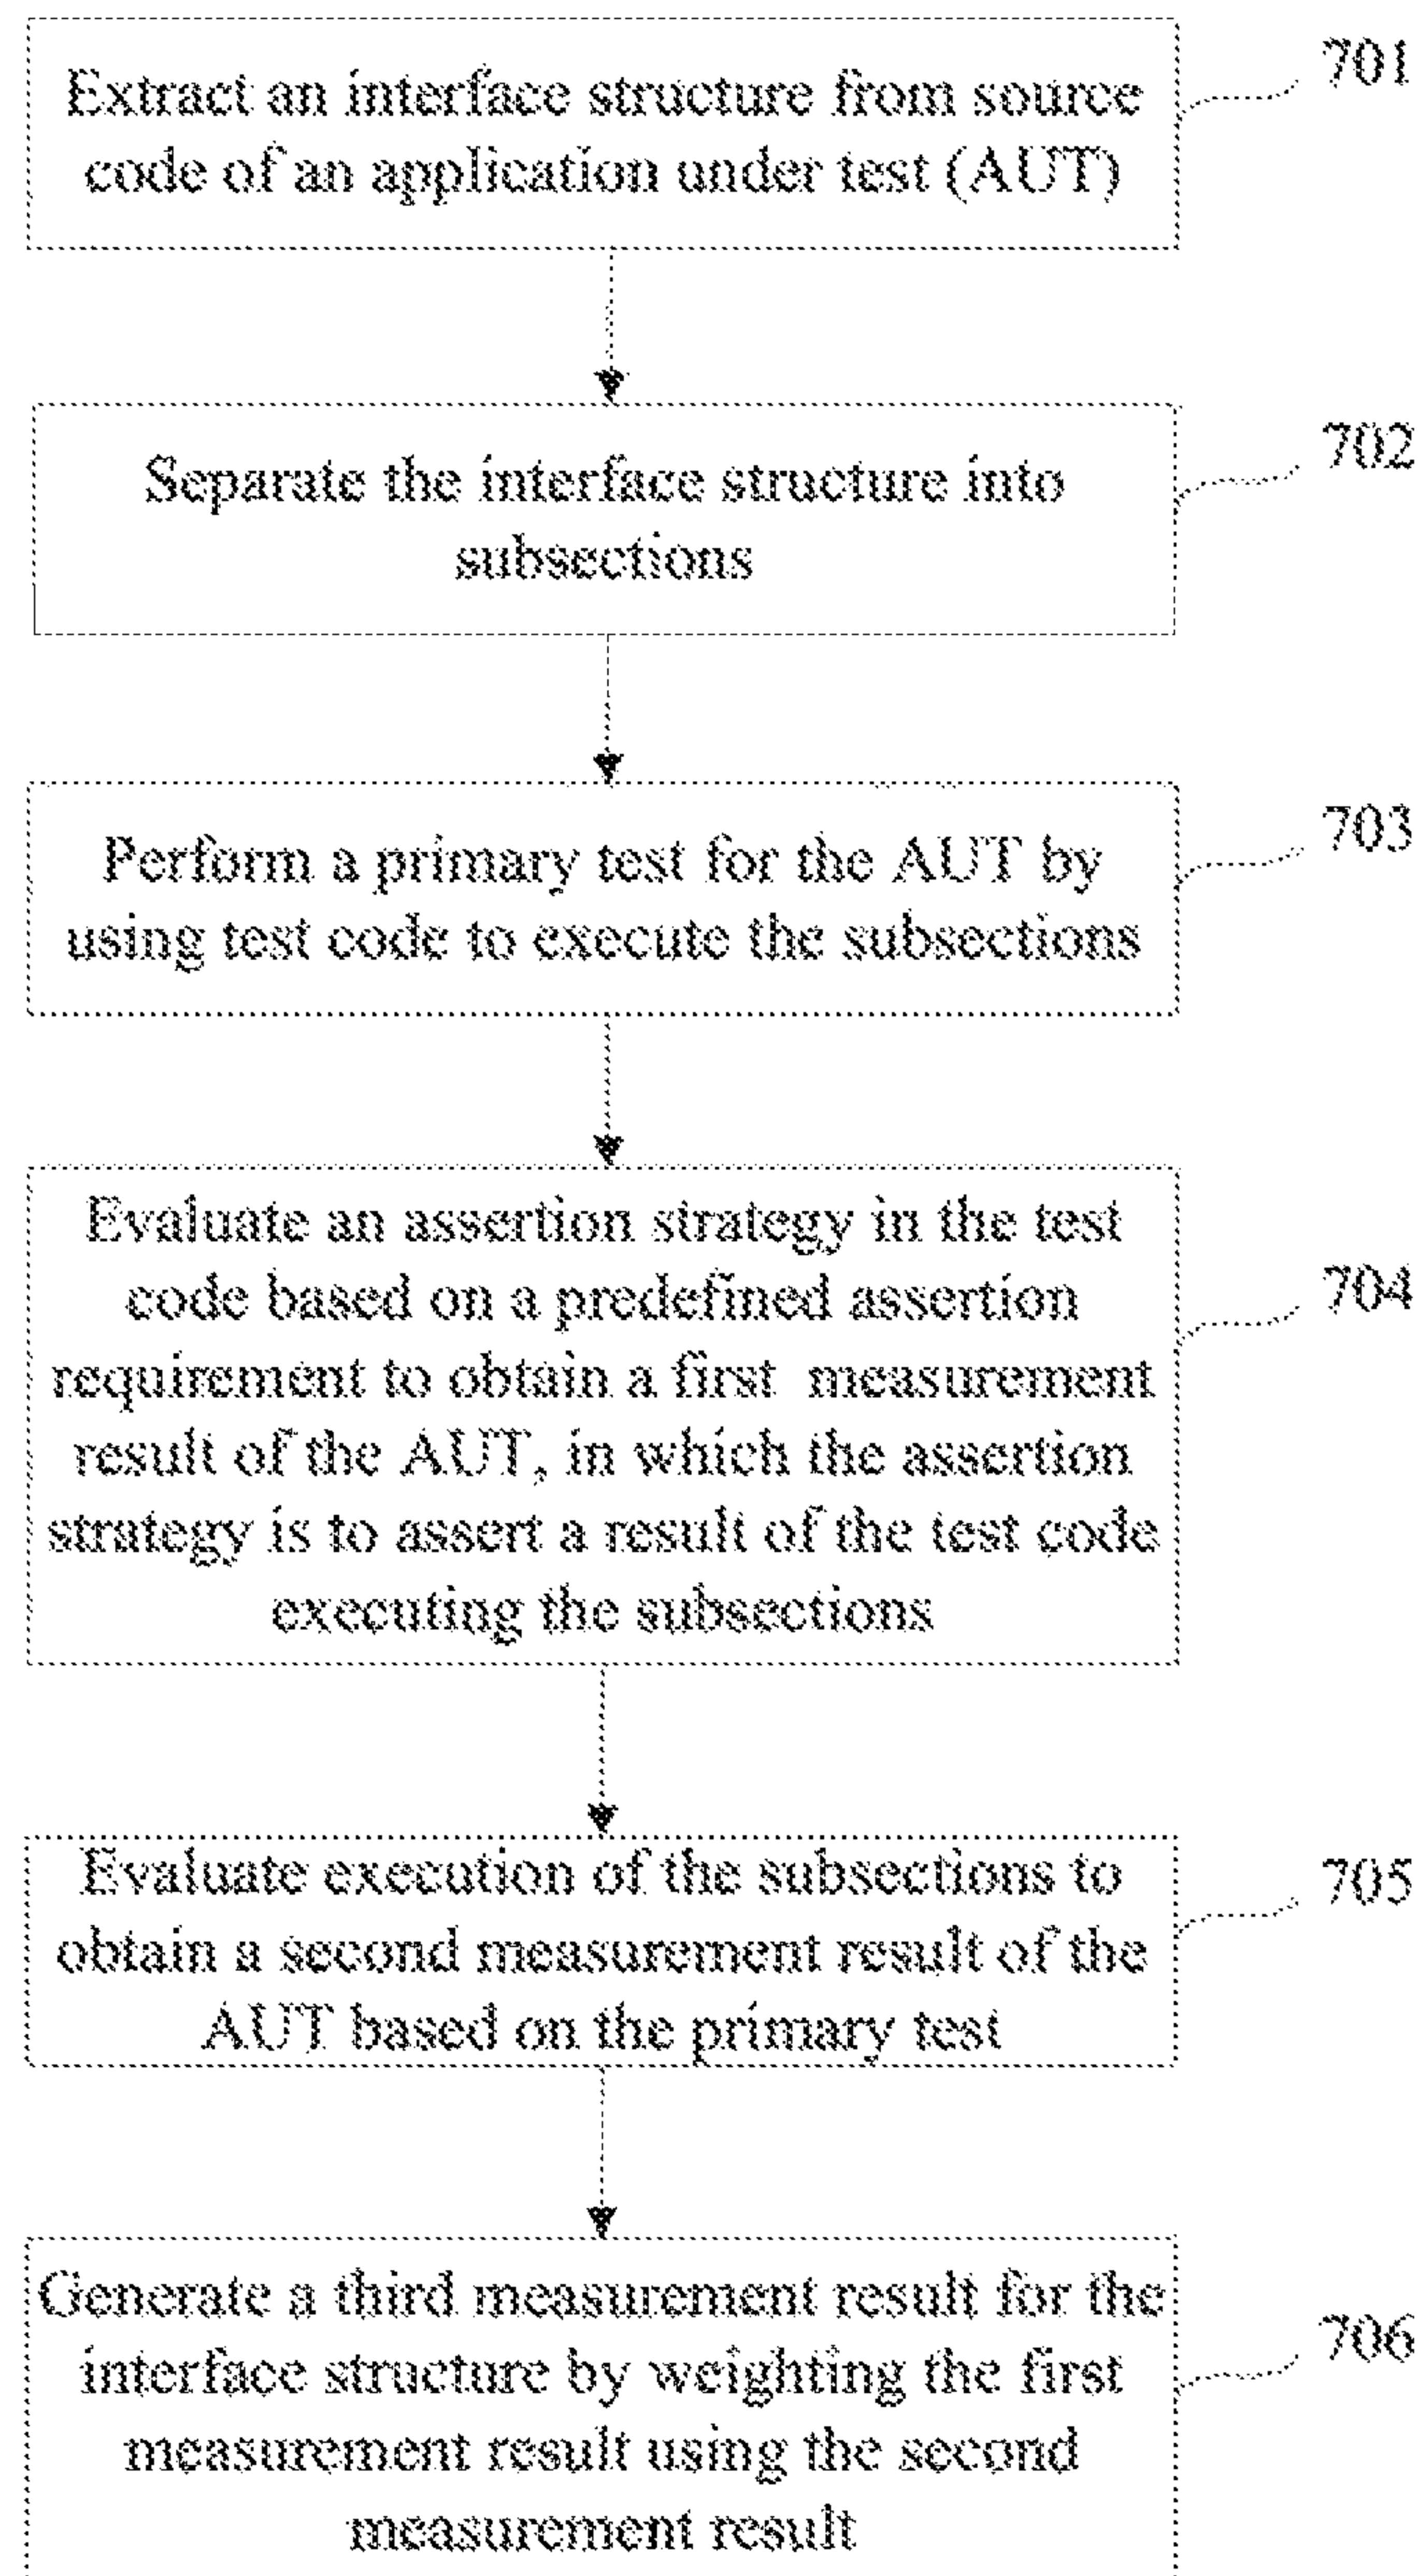 Extract an interface structure from source
code of an application under test (AUT)
701
Separate the interface structure into
subsections
702
Perform a primary test for the AUT by
using test code to execute the subsections
703
Evaluate an assertion strategy in the test
code based on a predefined assertion
requirement to obtain a first measurement
result of the AUT, in which the assertion
strategy is to assert a result of the test code
executing the subsections
704
Evaluate execution of the subsections to
obtain a second measurement result of the
AUT based on the primary test
705
Generate a third measurement result for the
interface structure by weighting the first
measurement result using the second
measurement result
706